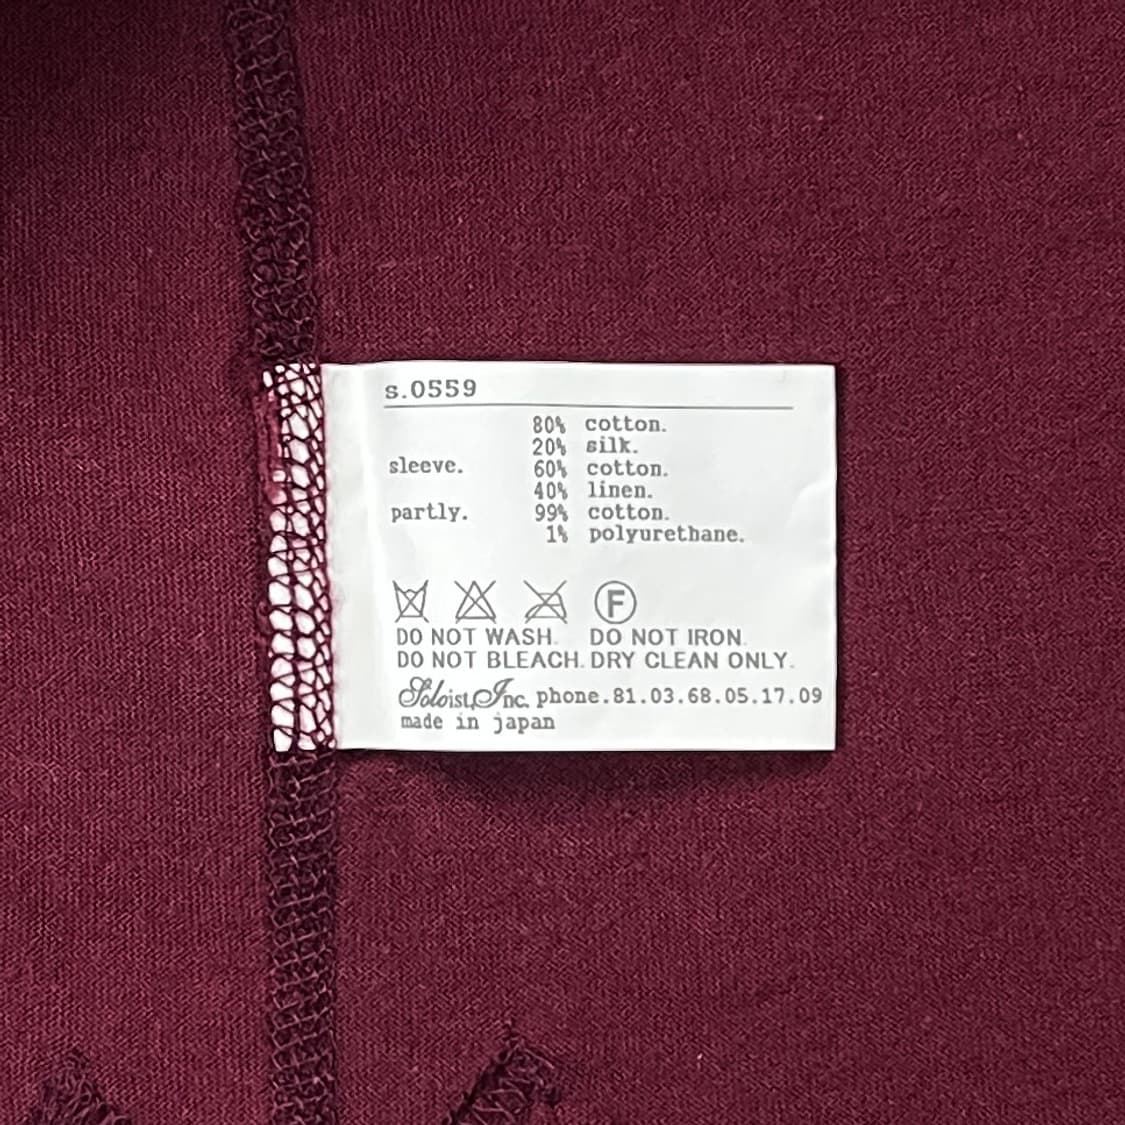 s.0559
80% cotton.
20% silk.
sleeve. 60% cotton.
40% linen.
partly. 99% cotton.
1% polyurethane.
F
DO NOT WASH. DO NOT IRON.
DO NOT BLEACH. DRY CLEAN ONLY.
Soloist,Inc. phone.81.03.68.05.17.09
made in japan